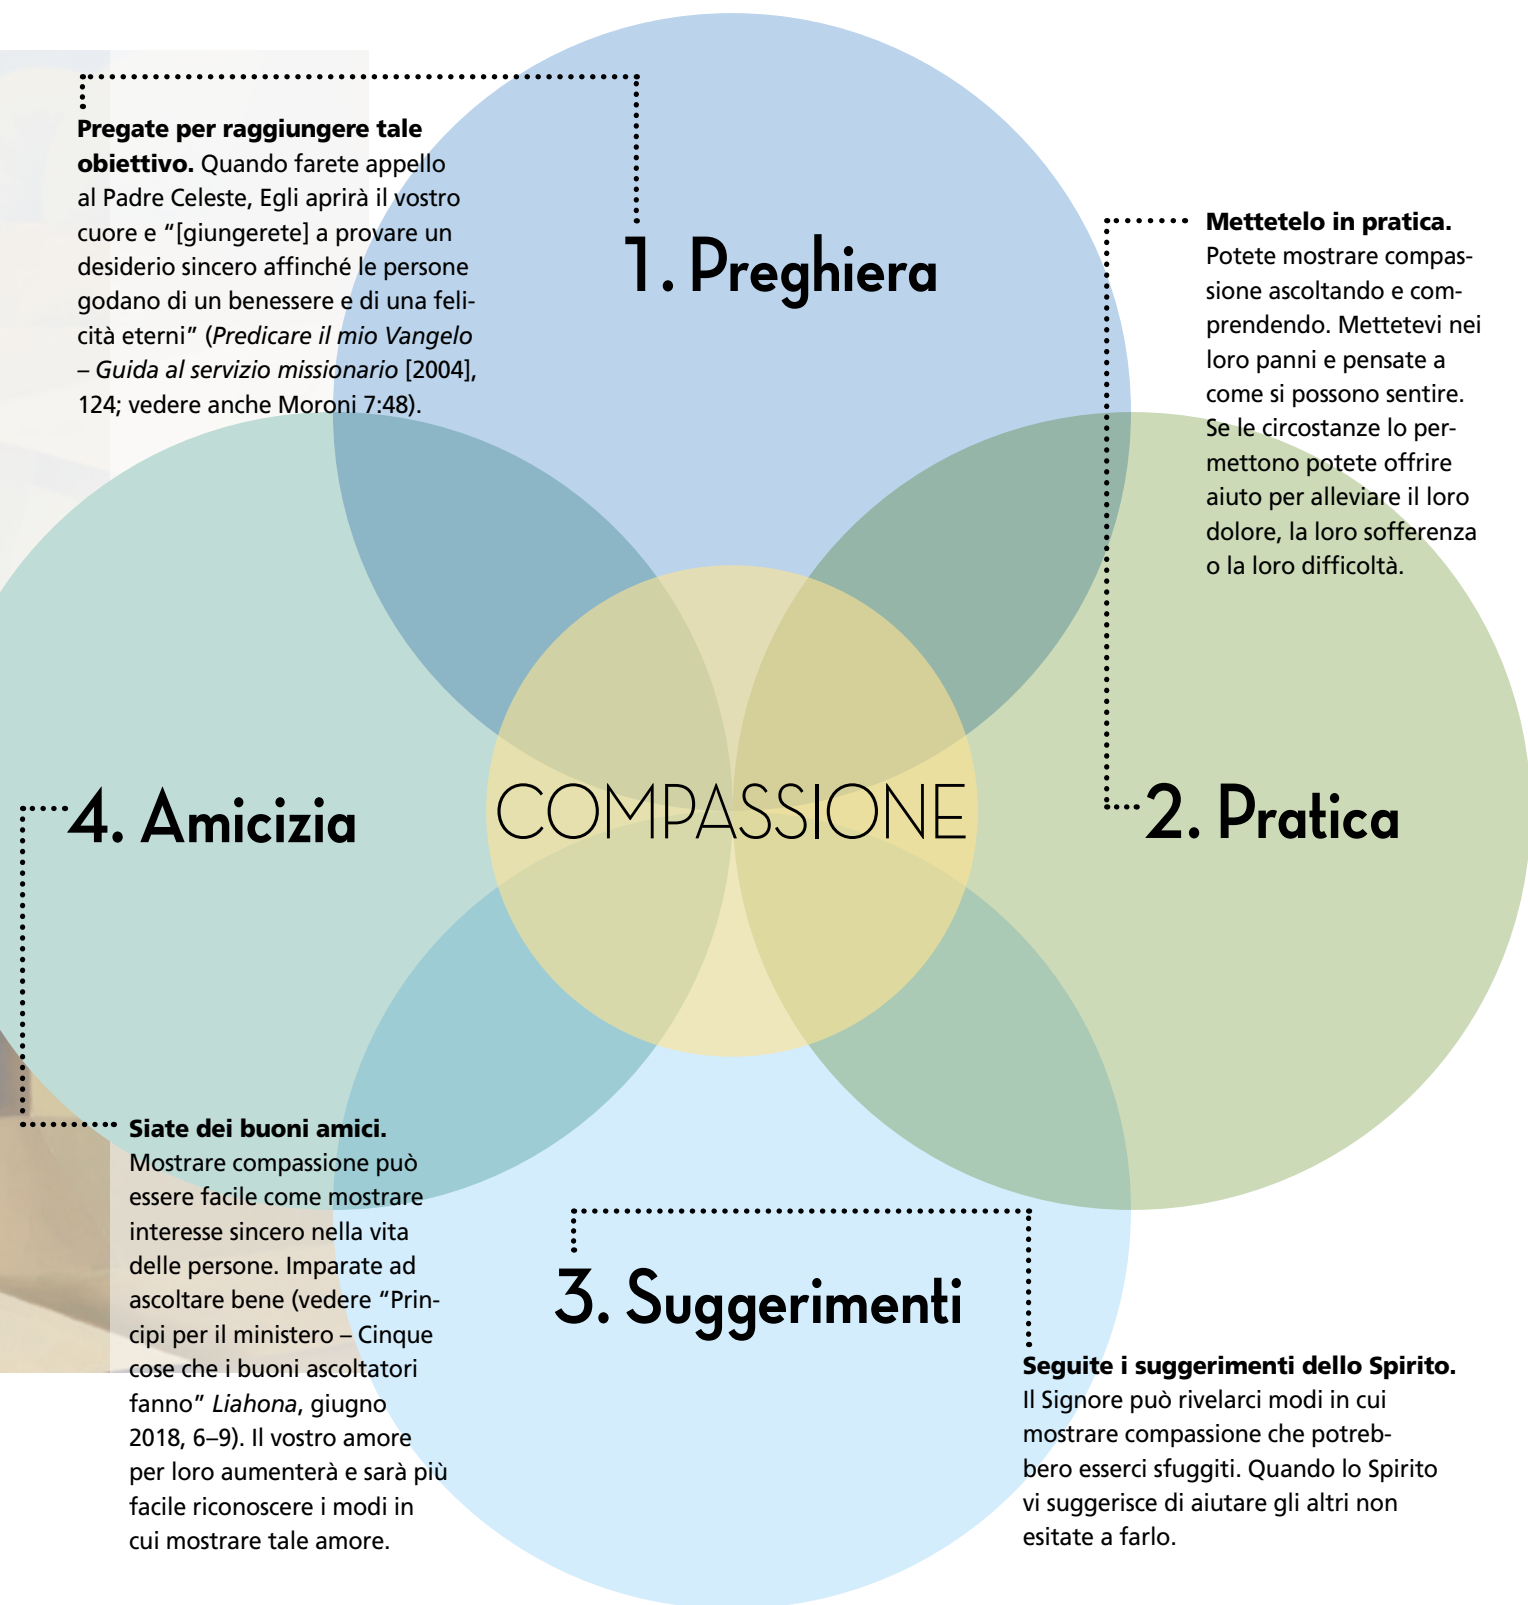 Pregate per raggiungere tale
obiettivo. Quando farete appello
al Padre Celeste, Egli aprirà il vostro
cuore e “[giungerete] a provare un
desiderio sincero affinché le persone
godano di un benessere e di una feli-
cità eterni” (Predicare il mio Vangelo
– Guida al servizio missionario [2004],
124; vedere anche Moroni 7:48).
1. Preghiera
Mettetelo in pratica.
Potete mostrare compas-
sione ascoltando e com-
prendendo. Mettetevi nei
loro panni e pensate a
come si possono sentire.
Se le circostanze lo per-
mettono potete offrire
aiuto per alleviare il loro
dolore, la loro sofferenza
o la loro difficoltà.
4. Amicizia
COMPASSIONE
2. Pratica
Siate dei buoni amici.
Mostrare compassione può
essere facile come mostrare
interesse sincero nella vita
delle persone. Imparate ad
ascoltare bene (vedere “Prin-
cipi per il ministero – Cinque
cose che i buoni ascoltatori
fanno” Liahona, giugno
2018, 6–9). Il vostro amore
per loro aumenterà e sarà più
facile riconoscere i modi in
cui mostrare tale amore.
3. Suggerimenti
Seguite i suggerimenti dello Spirito.
Il Signore può rivelarci modi in cui
mostrare compassione che potreb-
bero esserci sfuggiti. Quando lo Spirito
vi suggerisce di aiutare gli altri non
esitate a farlo.